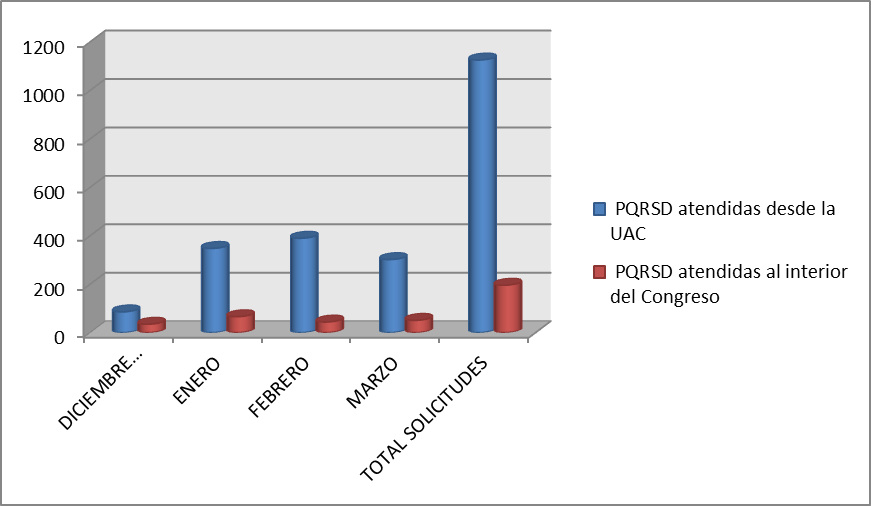 1200
1000
800
600
400
200
0
DICIEMBRE...
ENERO
FEBRERO
MARZO
TOTAL SOLICITUDES
PQRSD atendidas desde la
UAC
PQRSD atendidas al interior
del Congreso